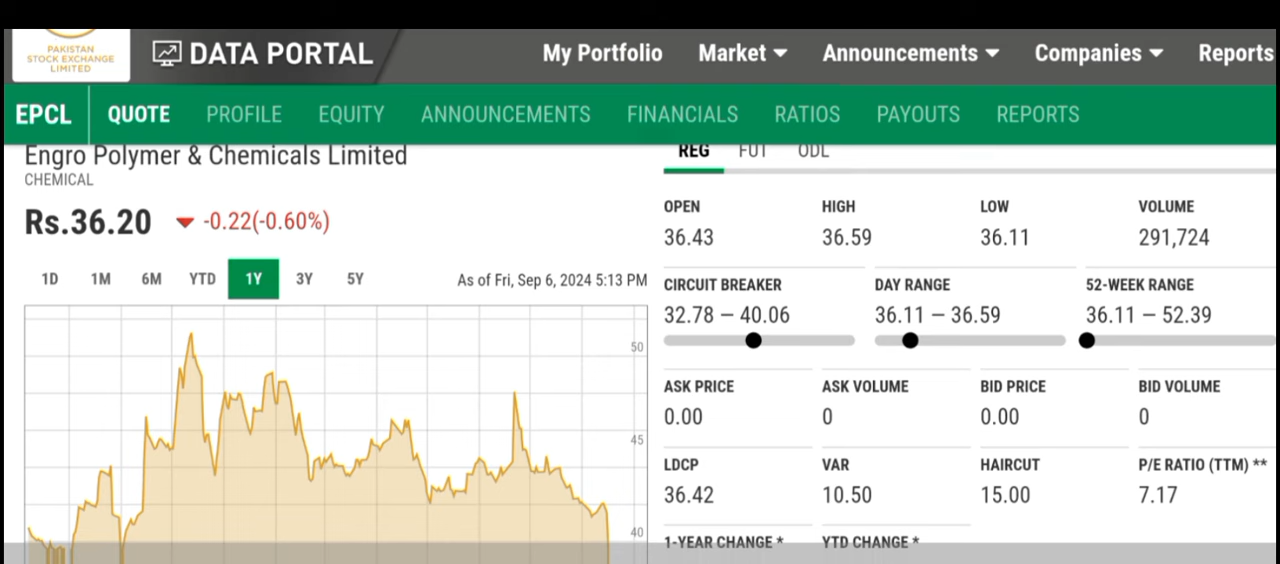 PAKISTAN
STOCK EXCHANGE
LIMITED
DATA PORTAL
My Portfolio Market Announcements Companies Reports
EPCL QUOTE PROFILE EQUITY ANNOUNCEMENTS FINANCIALS RATIOS PAYOUTS REPORTS
Engro Polymer & Chemicals Limited
CHEMICAL
Rs.36.20 -0.22(-0.60%)
1D 1M 6M YTD 1Y 3Y 5Y As of Fri, Sep 6, 2024 5:13 PM
50
45
40
REG FUT ODL
OPEN HIGH LOW VOLUME
36.43 36.59 36.11 291,724
CIRCUIT BREAKER DAY RANGE 52-WEEK RANGE
32.78 — 40.06 36.11 — 36.59 36.11 — 52.39
ASK PRICE ASK VOLUME BID PRICE BID VOLUME
0.00 0 0.00 0
LDCP VAR HAIRCUT P/E RATIO (TTM) **
36.42 10.50 15.00 7.17
1-YEAR CHANGE * YTD CHANGE *